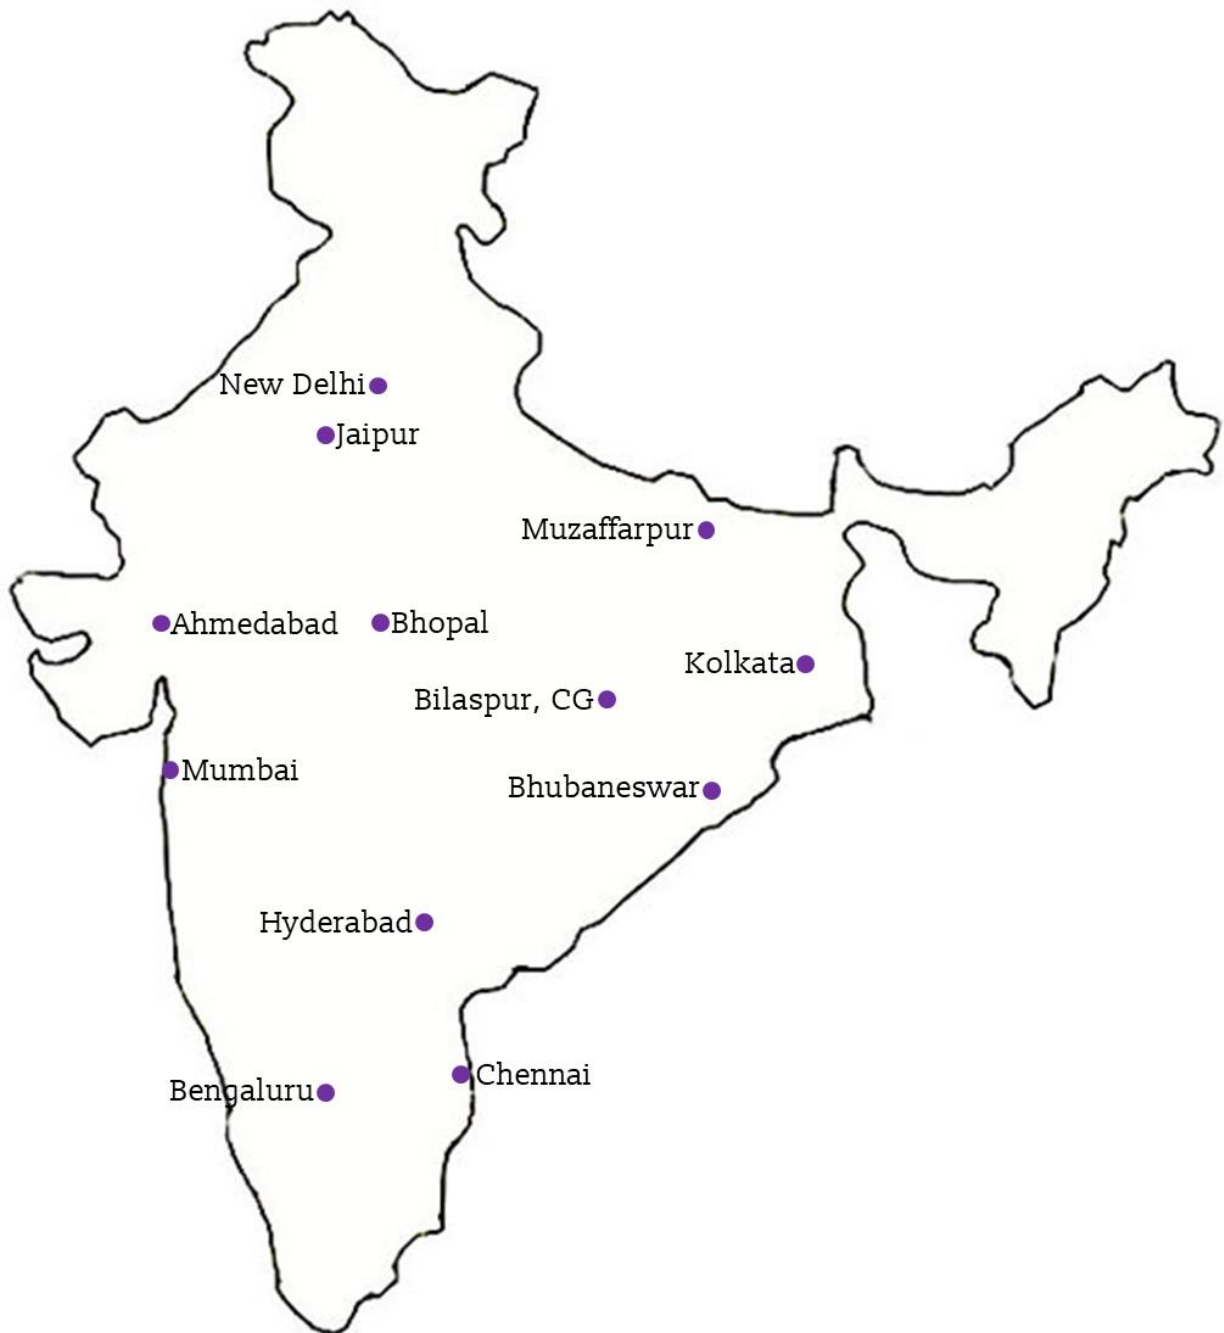 New Delhi
Jaipur
Muzaffarpur
Ahmedabad
Bhopal
Kolkata
Bilaspur, CG
Mumbai
Bhubaneswar
Hyderabad
Chennai
Bengaluru